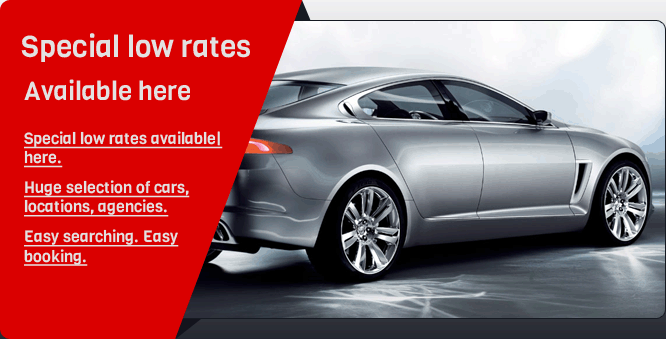 Special low rates
Available here
Special low rates available|
here.
Huge selection of cars,
locations, agencies.
Easy searching. Easy
booking.